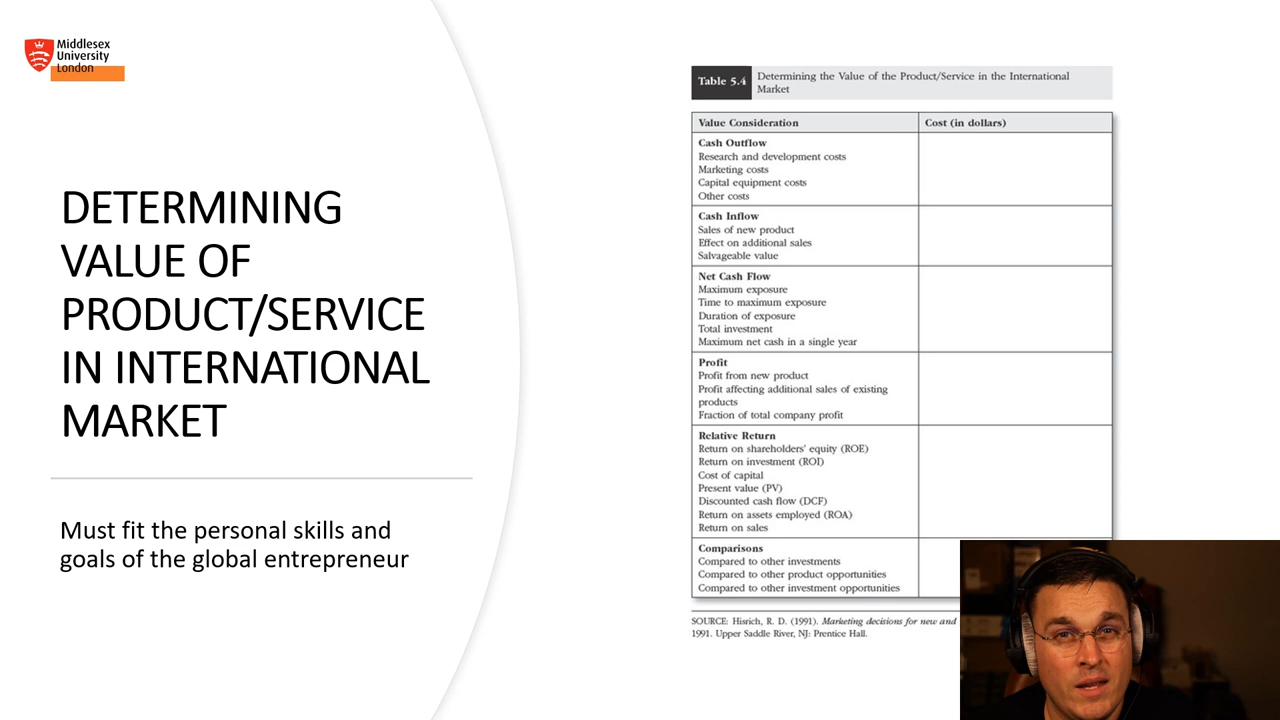 Middlesex
University
London
DETERMINING
VALUE OF
PRODUCT/SERVICE
IN INTERNATIONAL
MARKET
Must fit the personal skills and
goals of the global entrepreneur
Table 5.4 Determining the Value of the Product/Service in the International
Market
Value Consideration Cost (in dollars)
Cash Outflow
Research and development costs
Marketing costs
Capital equipment costs
Other costs
Cash Inflow
Sales of new product
Effect on additional sales
Salvageable value
Net Cash Flow
Maximum exposure
Time to maximum exposure
Duration of exposure
Total investment
Maximum net cash in a single year
Profit
Profit from new product
Profit affecting additional sales of existing
products
Fraction of total company profit
Relative Return
Return on shareholders' equity (ROE)
Return on investment (ROI)
Cost of capital
Present value (PV)
Discounted cash flow (DCF)
Return on assets employed (ROA)
Return on sales
Comparisons
Compared to other investments
Compared to other product opportunities
Compared to other investment opportunities
SOURCE: Hisrich, R. D. (1991). Marketing decisions for new and
1991. Upper Saddle River, NJ: Prentice Hall.